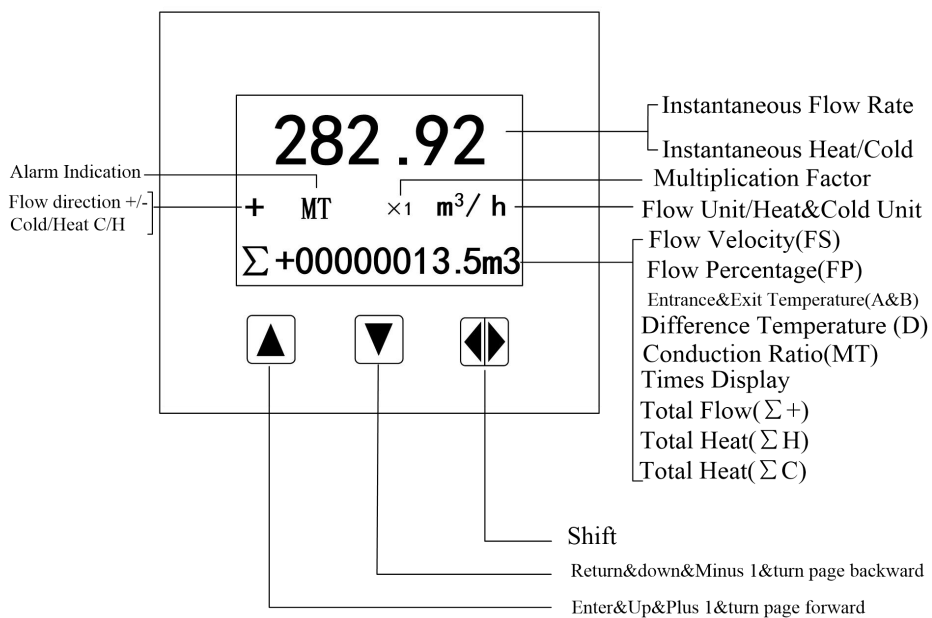 282.92
Instantaneous Flow Rate
Instantaneous Heat/Cold
Alarm Indication
Multiplication Factor
Flow direction +/-
Cold/Heat C/H
+ MT ×1 m³/ h
Flow Unit/Heat&Cold Unit
Σ+00000013.5m3
Flow Velocity(FS)
Flow Percentage(FP)
Entrance&Exit Temperature(A&B)
Difference Temperature (D)
Conduction Ratio(MT)
Times Display
Total Flow(Σ+)
Total Heat(ΣH)
Total Heat(ΣC)
Shift
Return&down&Minus 1&turn page backward
Enter&Up&Plus 1&turn page forward